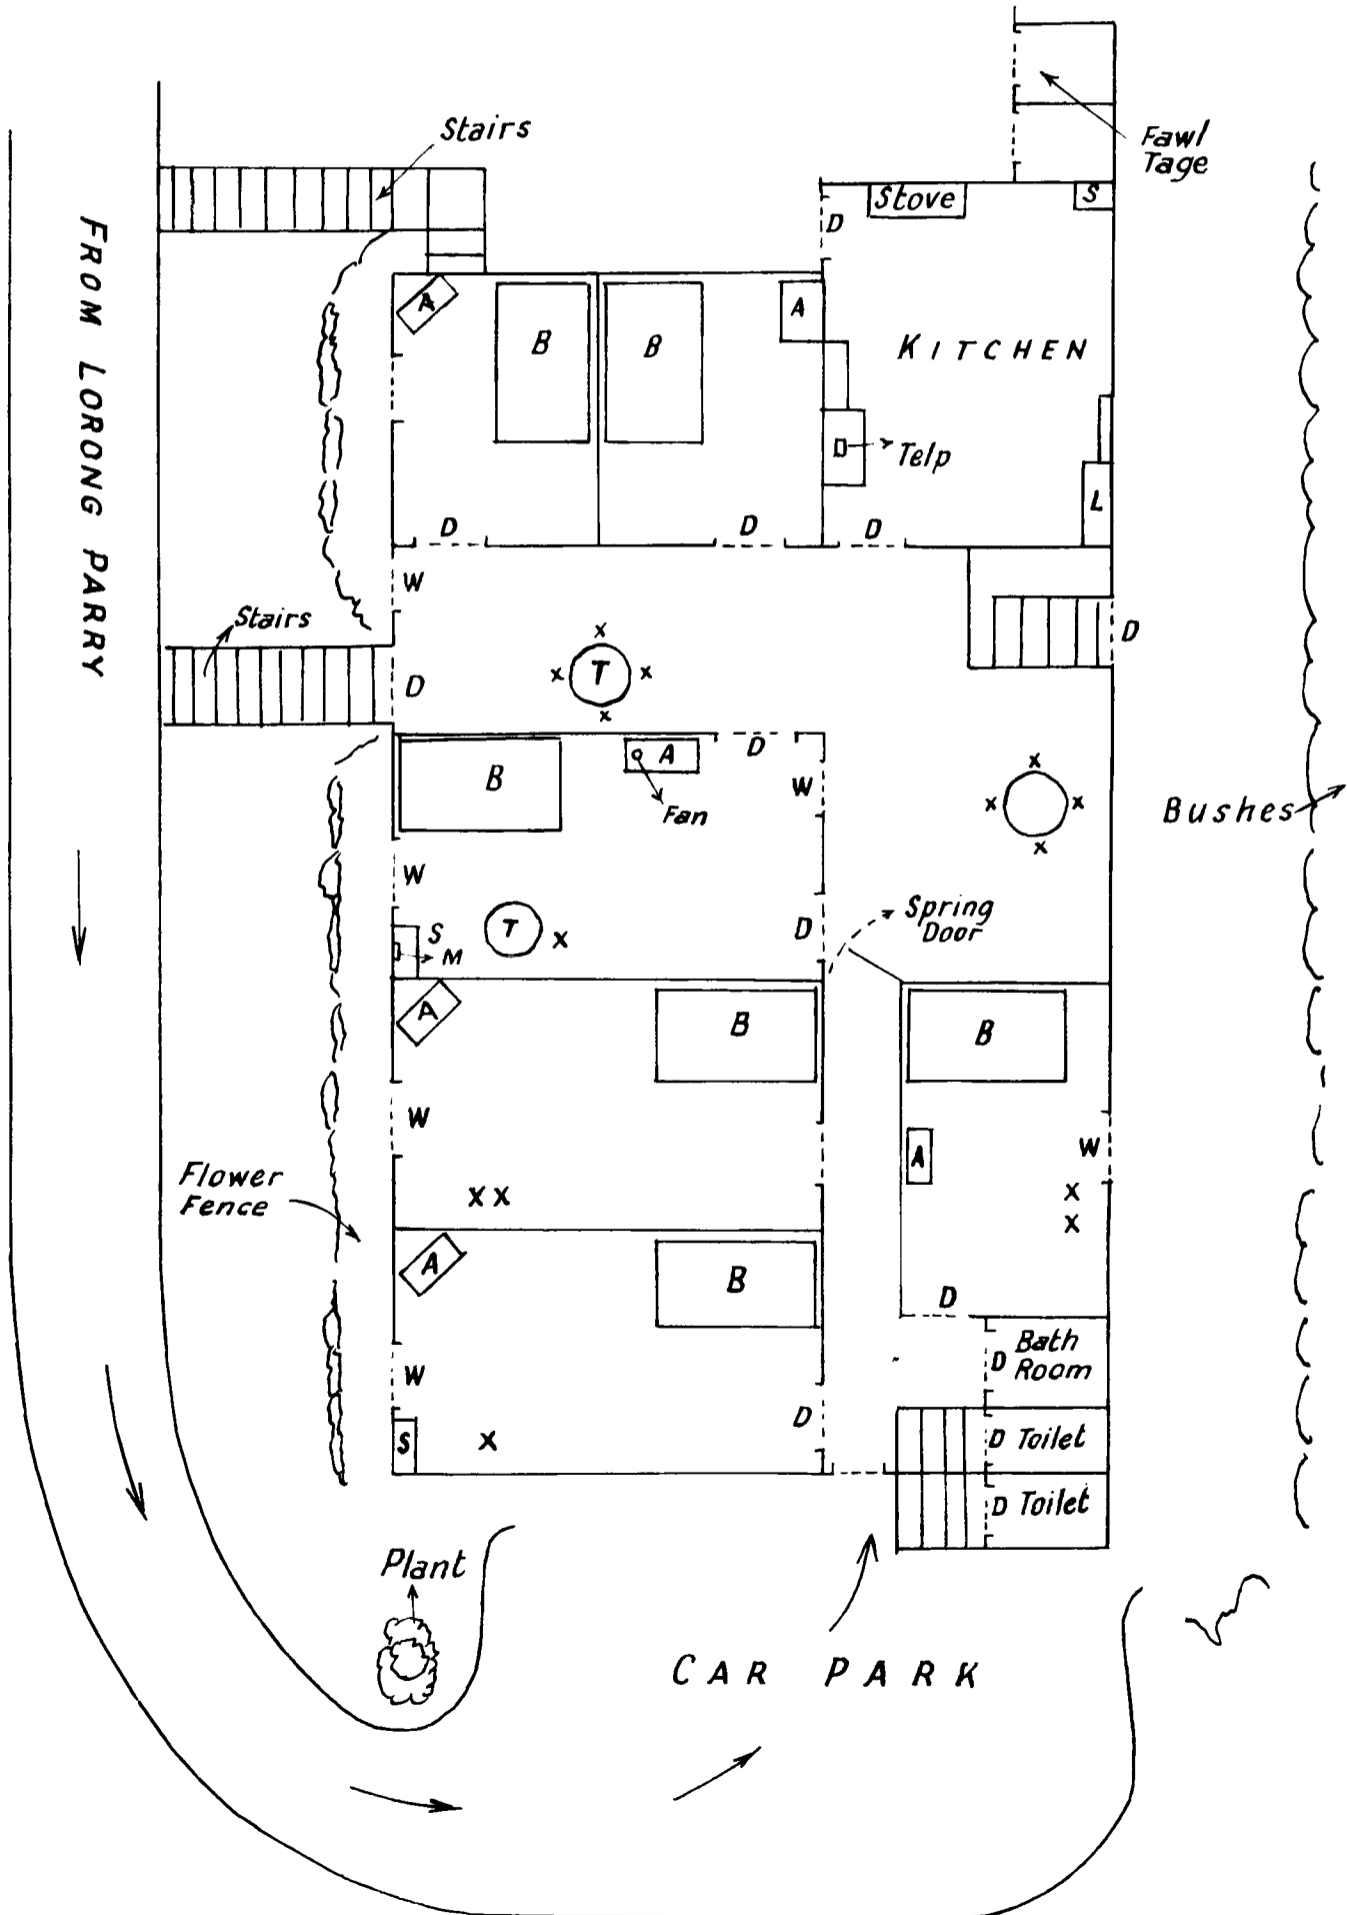 Stairs
Fawl
Tage
Stove
S
D
FROM LORONG PARRY
A
B
B
A
KITCHEN
Telp
L
D
D
D
W
Stairs
D
T
D
D
B
A
W
Fan
Bushes
W
T
S
M
D
Spring
Door
A
B
B
W
A
W
Flower
Fence
A
B
D
Bath
D
Room
W
D
S
D Toilet
D Toilet
Plant
CAR PARK